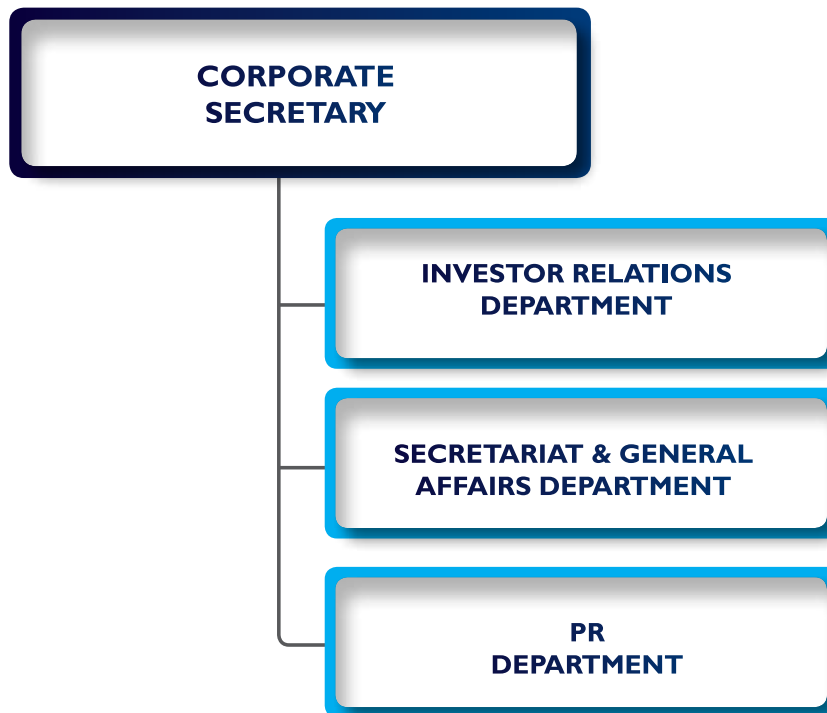 CORPORATE
SECRETARY
INVESTOR RELATIONS
DEPARTMENT
SECRETARIAT & GENERAL
AFFAIRS DEPARTMENT
PR
DEPARTMENT